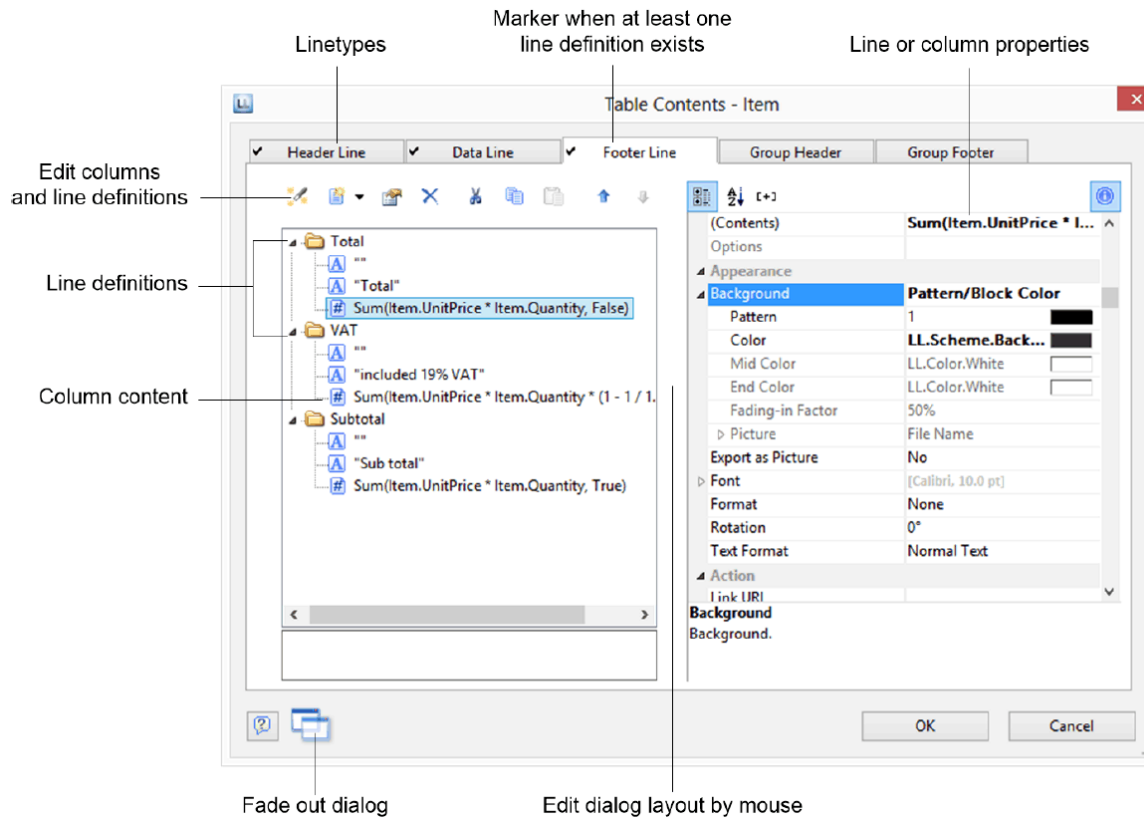 Marker when at least one
line definition exists
Linetypes
Line or column properties
LL
Table Contents - Item
Header Line
Data Line
Footer Line
Group Header
Group Footer
Edit columns
and line definitions
Line definitions
Column content
Total
""
"Total"
Sum(Item.UnitPrice * Item.Quantity, False)
VAT
""
"included 19% VAT"
Sum(Item.UnitPrice * Item.Quantity * (1 - 1 / 1.
Subtotal
""
"Sub total"
Sum(Item.UnitPrice * Item.Quantity, True)
(Contents) Sum(Item.UnitPrice * I...
Options
Appearance
Background Pattern/Block Color
Pattern 1
Color LL.Scheme.Back...
Mid Color LL.Color.White
End Color LL.Color.White
Fading-in Factor 50%
Picture File Name
Export as Picture No
Font [Calibri, 10.0 pt]
Format None
Rotation 0°
Text Format Normal Text
Action
Link URL
Background
Background.
OK
Cancel
Fade out dialog
Edit dialog layout by mouse